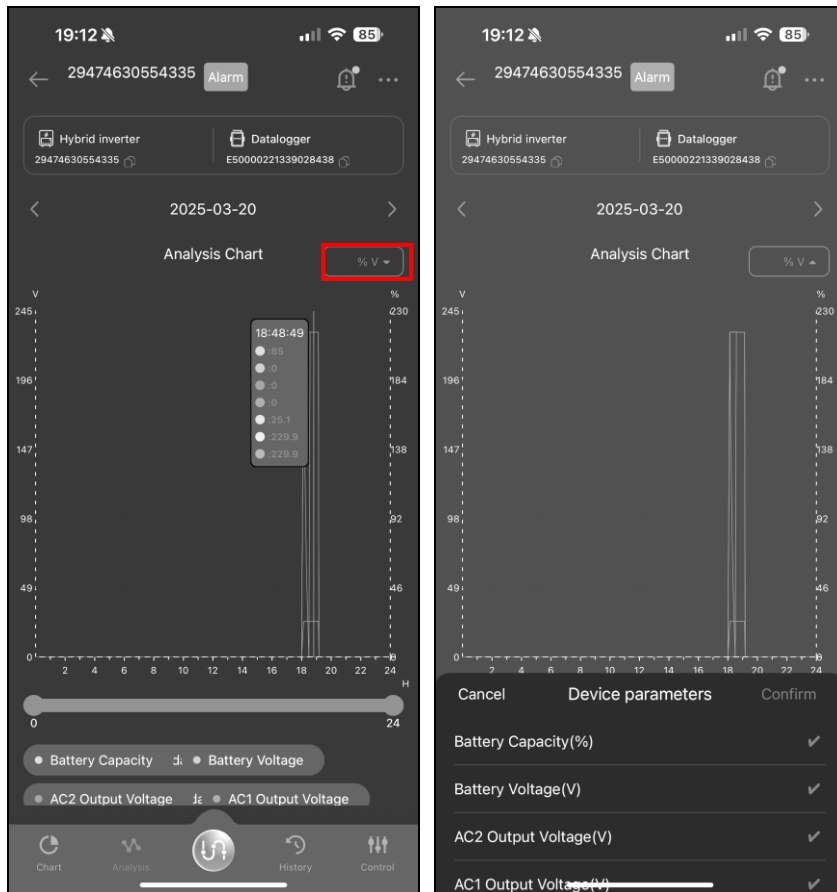 19:12
85
29474630554335 Alarm
...
Hybrid inverter
29474630554335
Datalogger
E50000221339028438
2025-03-20
Analysis Chart
% V
V
%
245
230
196
184
147
138
98
92
49
46
0
0
2 4 6 8 10 12 14 16 18 20 22 24
H
18:48:49
:85
:0
:0
:0
:25.1
:229.9
:229.9
0
24
Battery Capacity
Battery Voltage
AC2 Output Voltage
AC1 Output Voltage
Chart
Analysis
History
Control
19:12
85
29474630554335 Alarm
...
Hybrid inverter
29474630554335
Datalogger
E50000221339028438
2025-03-20
Analysis Chart
% V
V
%
245
230
196
184
147
138
98
92
49
46
0
0
2 4 6 8 10 12 14 16 18 20 22 24
Cancel
Device parameters
Confirm
Battery Capacity(%)
Battery Voltage(V)
AC2 Output Voltage(V)
AC1 Output Voltage(V)